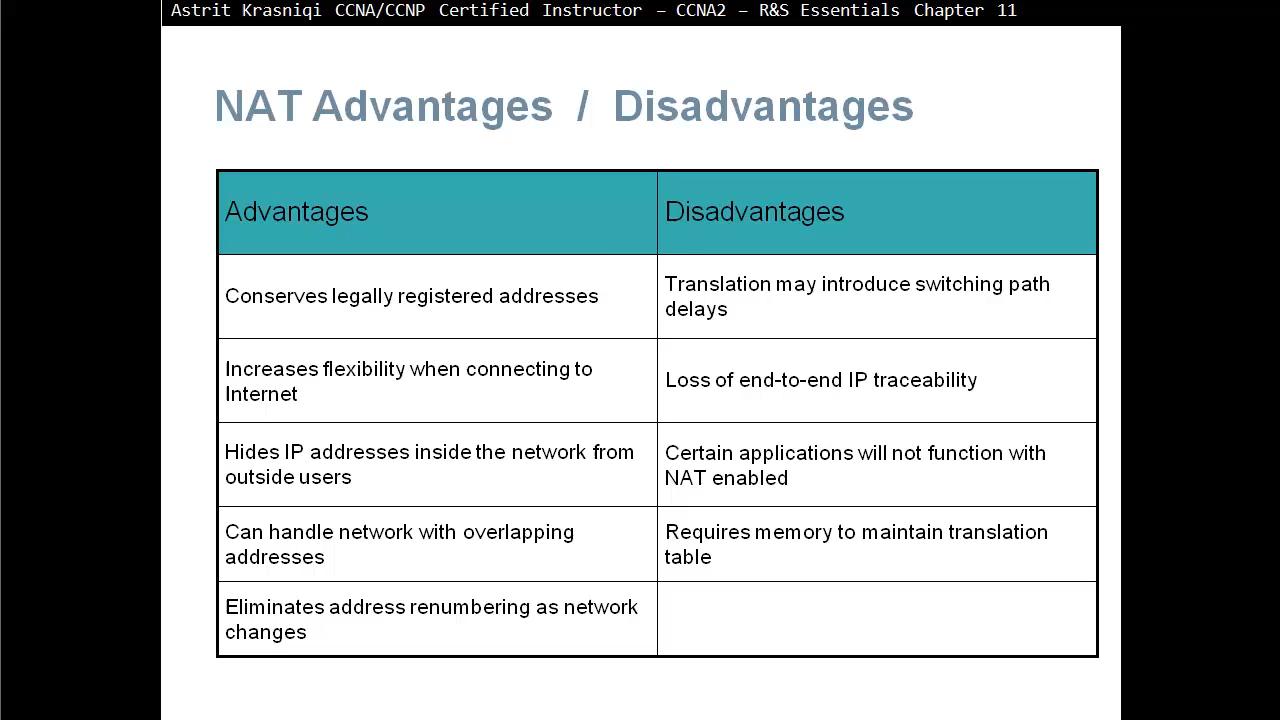 Astrit Krasniqi CCNA/CCNP Certified Instructor – CCNA2 – R&S Essentials Chapter 11
NAT Advantages / Disadvantages
Advantages
Disadvantages
Conserves legally registered addresses
Translation may introduce switching path
delays
Increases flexibility when connecting to
Internet
Loss of end-to-end IP traceability
Hides IP addresses inside the network from
outside users
Certain applications will not function with
NAT enabled
Can handle network with overlapping
addresses
Requires memory to maintain translation
table
Eliminates address renumbering as network
changes